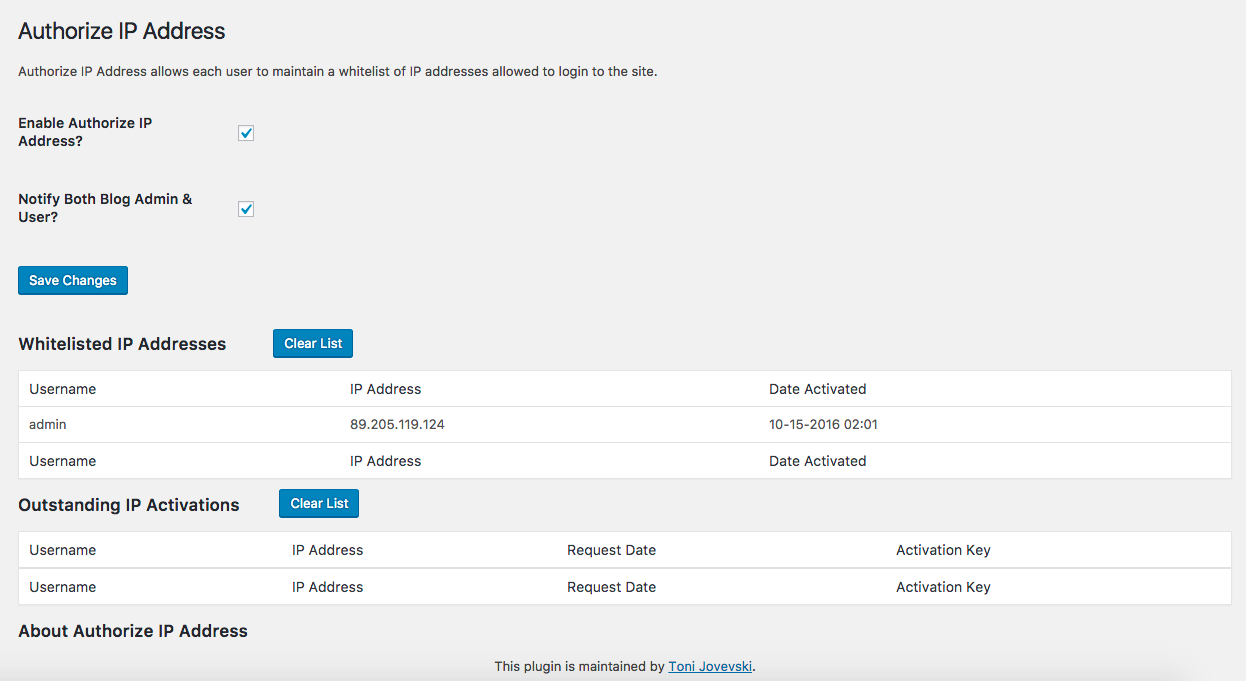 Authorize IP Address
Authorize IP Address allows each user to maintain a whitelist of IP addresses allowed to login to the site.
Enable Authorize IP
Address?
Notify Both Blog Admin &
User?
Save Changes
Whitelisted IP Addresses Clear List
Username IP Address Date Activated
admin 89.205.119.124 10-15-2016 02:01
Username IP Address Date Activated
Outstanding IP Activations Clear List
Username IP Address Request Date Activation Key
Username IP Address Request Date Activation Key
About Authorize IP Address
This plugin is maintained by Toni Jovevski.